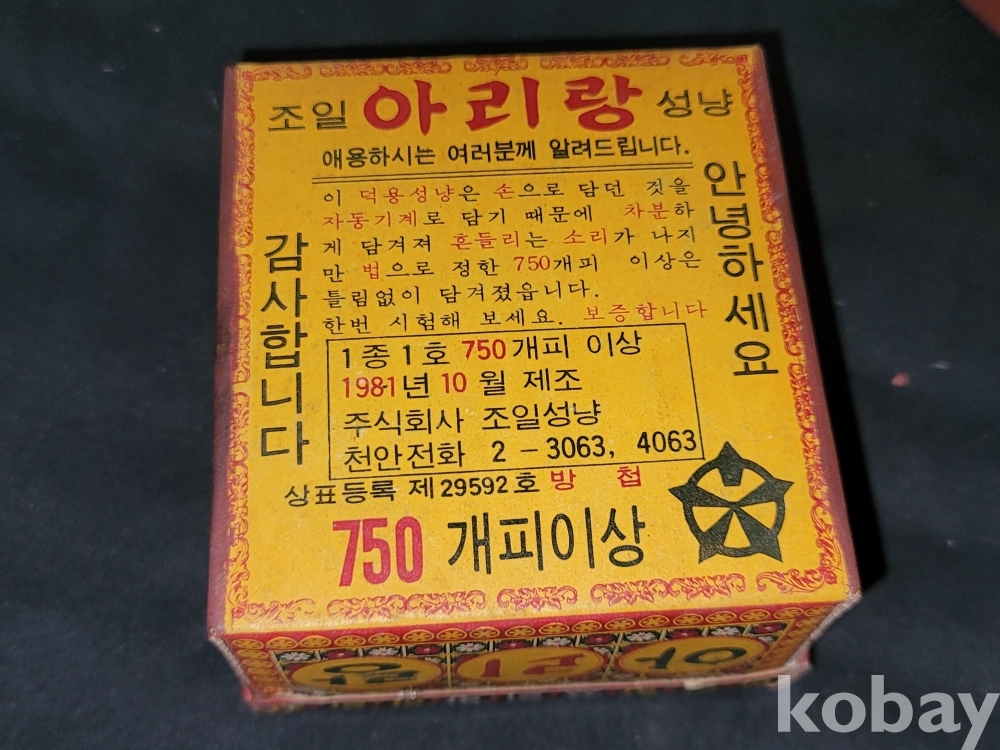 조일 아리랑 성냥
애용하시는 여러분께 알려드립니다.
이 덕용성냥은 손으로 담던 것을
자동기계로 담기 때문에 차분하
게 담겨져 흔들리는 소리가 나지
만 법으로 정한 750개피 이상은
틀림없이 담겨졌읍니다.
한번 시험해 보세요. 보증합니다
안녕하세요
감사합니다
1종1호 750개피 이상
1981년 10월 제조
주식회사 조일성냥
천안전화 2-3063, 4063
상표등록 제29592호 방첩
750 개피이상
아리랑
kobay